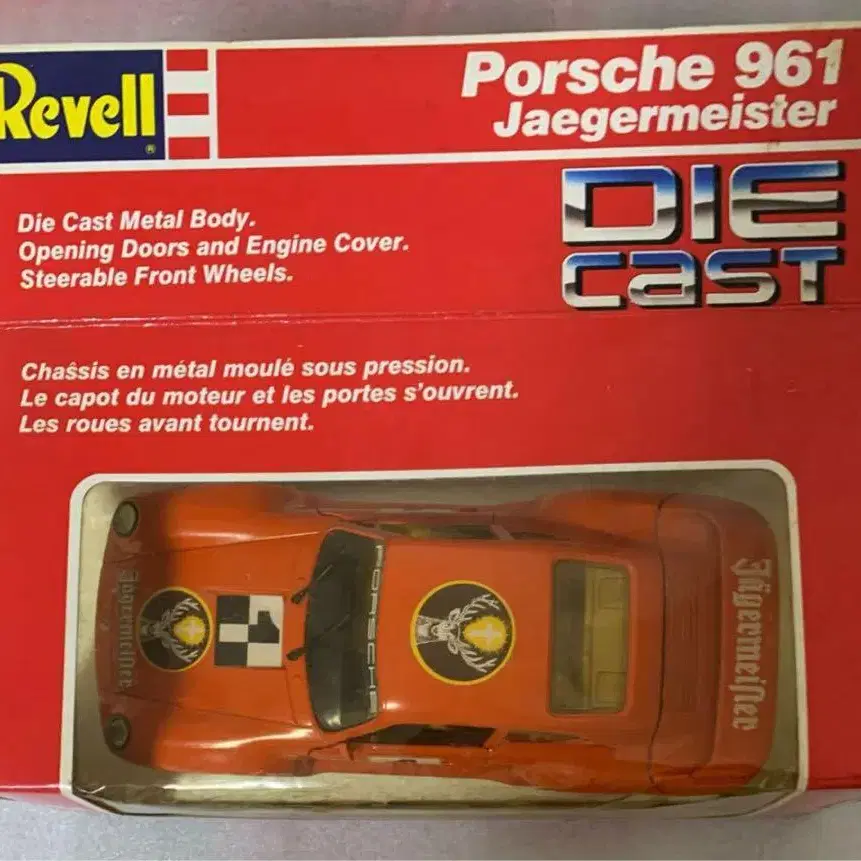 Revell
®
Porsche 961
Jaegermeister
DIE
CAST
Die Cast Metal Body.
Opening Doors and Engine Cover.
Steerable Front Wheels.
Chaŝsis en métal moulé sous pression.
Le capot du moteur et les portes s'ouvrent.
Les roues avant tournent.
Jägermeister
1
PORSCHE
Jägermeister